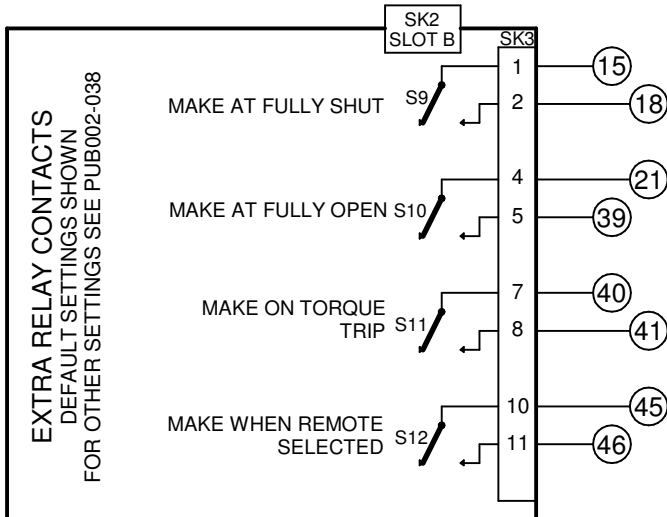 SK2
SLOT B
SK3
EXTRA RELAY CONTACTS
DEFAULT SETTINGS SHOWN
FOR OTHER SETTINGS SEE PUB002-038
MAKE AT FULLY SHUT S9 1 15
2 18
MAKE AT FULLY OPEN S10 4 21
5 39
MAKE ON TORQUE
TRIP S11 7 40
8 41
MAKE WHEN REMOTE
SELECTED S12 10 45
11 46